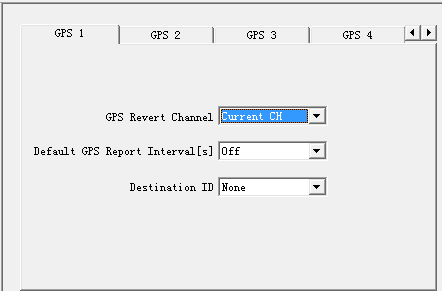 GPS 1 GPS 2 GPS 3 GPS 4
GPS Revert Channel Current CH
Default GPS Report Interval[s] Off
Destination ID None